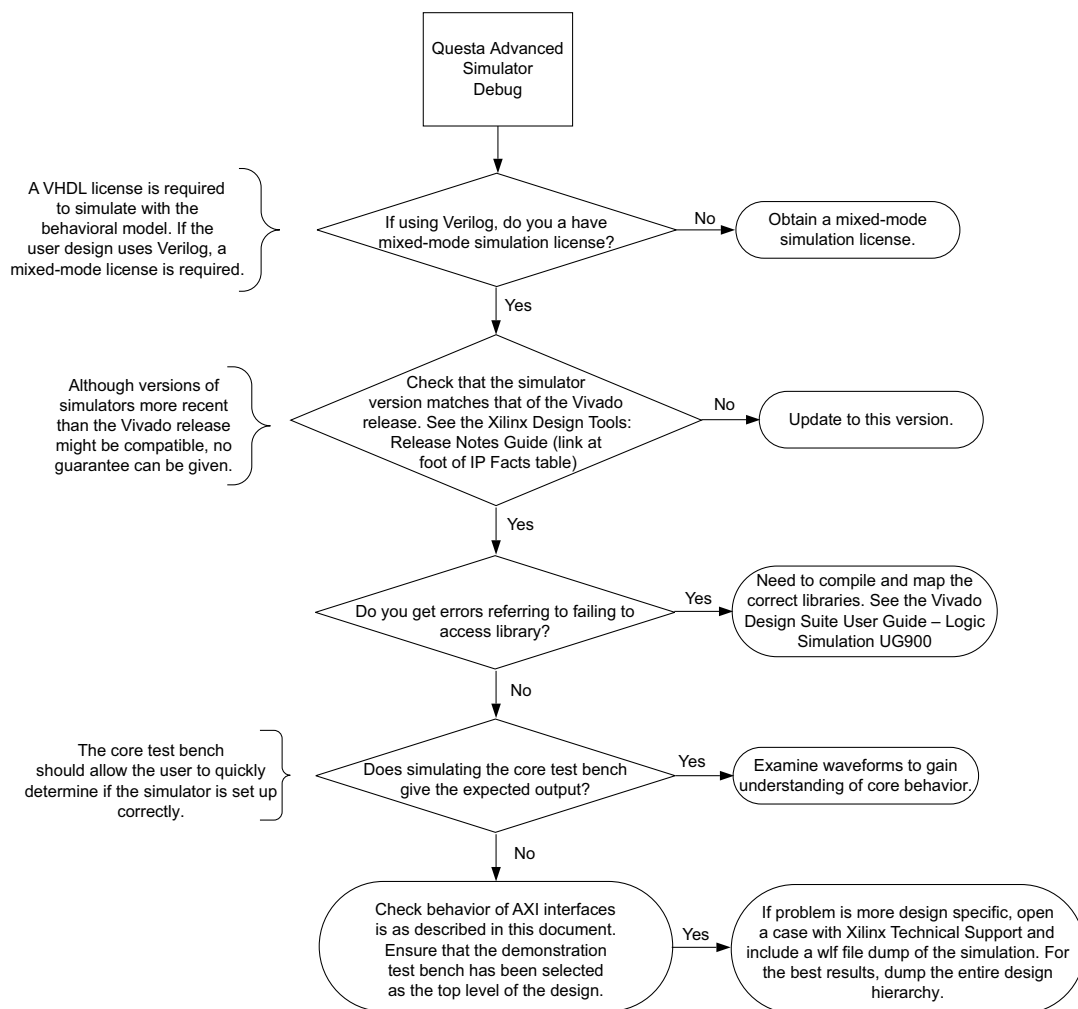 Questa Advanced
Simulator
Debug
A VHDL license is required
to simulate with the
behavioral model. If the
user design uses Verilog, a
mixed-mode license is required.
If using Verilog, do you a have
mixed-mode simulation license?
No
Obtain a mixed-mode
simulation license.
Yes
Although versions of
simulators more recent
than the Vivado release
might be compatible, no
guarantee can be given.
Check that the simulator
version matches that of the Vivado
release. See the Xilinx Design Tools:
Release Notes Guide (link at
foot of IP Facts table)
No
Update to this version.
Yes
Do you get errors referring to failing to
access library?
Yes
Need to compile and map the
correct libraries. See the Vivado
Design Suite User Guide – Logic
Simulation UG900
No
The core test bench
should allow the user to quickly
determine if the simulator is set up
correctly.
Does simulating the core test bench
give the expected output?
Yes
Examine waveforms to gain
understanding of core behavior.
No
Check behavior of AXI interfaces
is as described in this document.
Ensure that the demonstration
test bench has been selected
as the top level of the design.
Yes
If problem is more design specific, open
a case with Xilinx Technical Support and
include a wlf file dump of the simulation. For
the best results, dump the entire design
hierarchy.